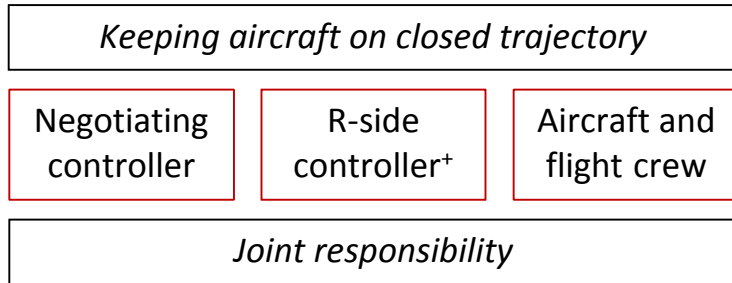 Keeping aircraft on closed trajectory
Negotiating
controller
R-side
controller⁺
Aircraft and
flight crew
Joint responsibility